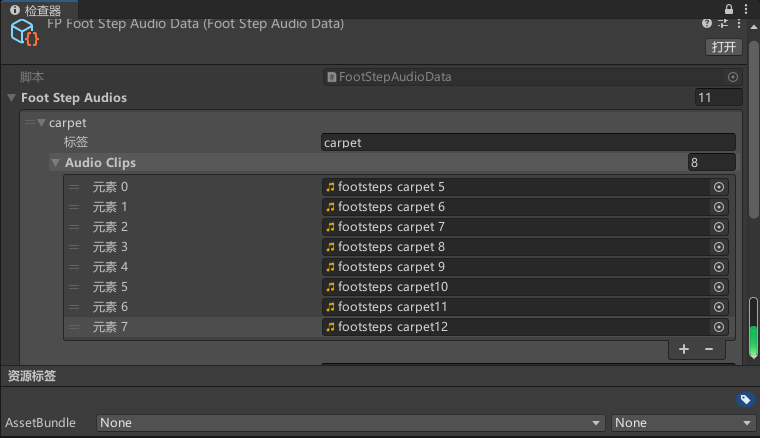 检查器
FP Foot Step Audio Data (Foot Step Audio Data)
打开
脚本 FootStepAudioData
Foot Step Audios 11
carpet
标签 carpet
Audio Clips 8
元素 0 footsteps carpet 5
元素 1 footsteps carpet 6
元素 2 footsteps carpet 7
元素 3 footsteps carpet 8
元素 4 footsteps carpet 9
元素 5 footsteps carpet10
元素 6 footsteps carpet11
元素 7 footsteps carpet12
资源标签
AssetBundle None None